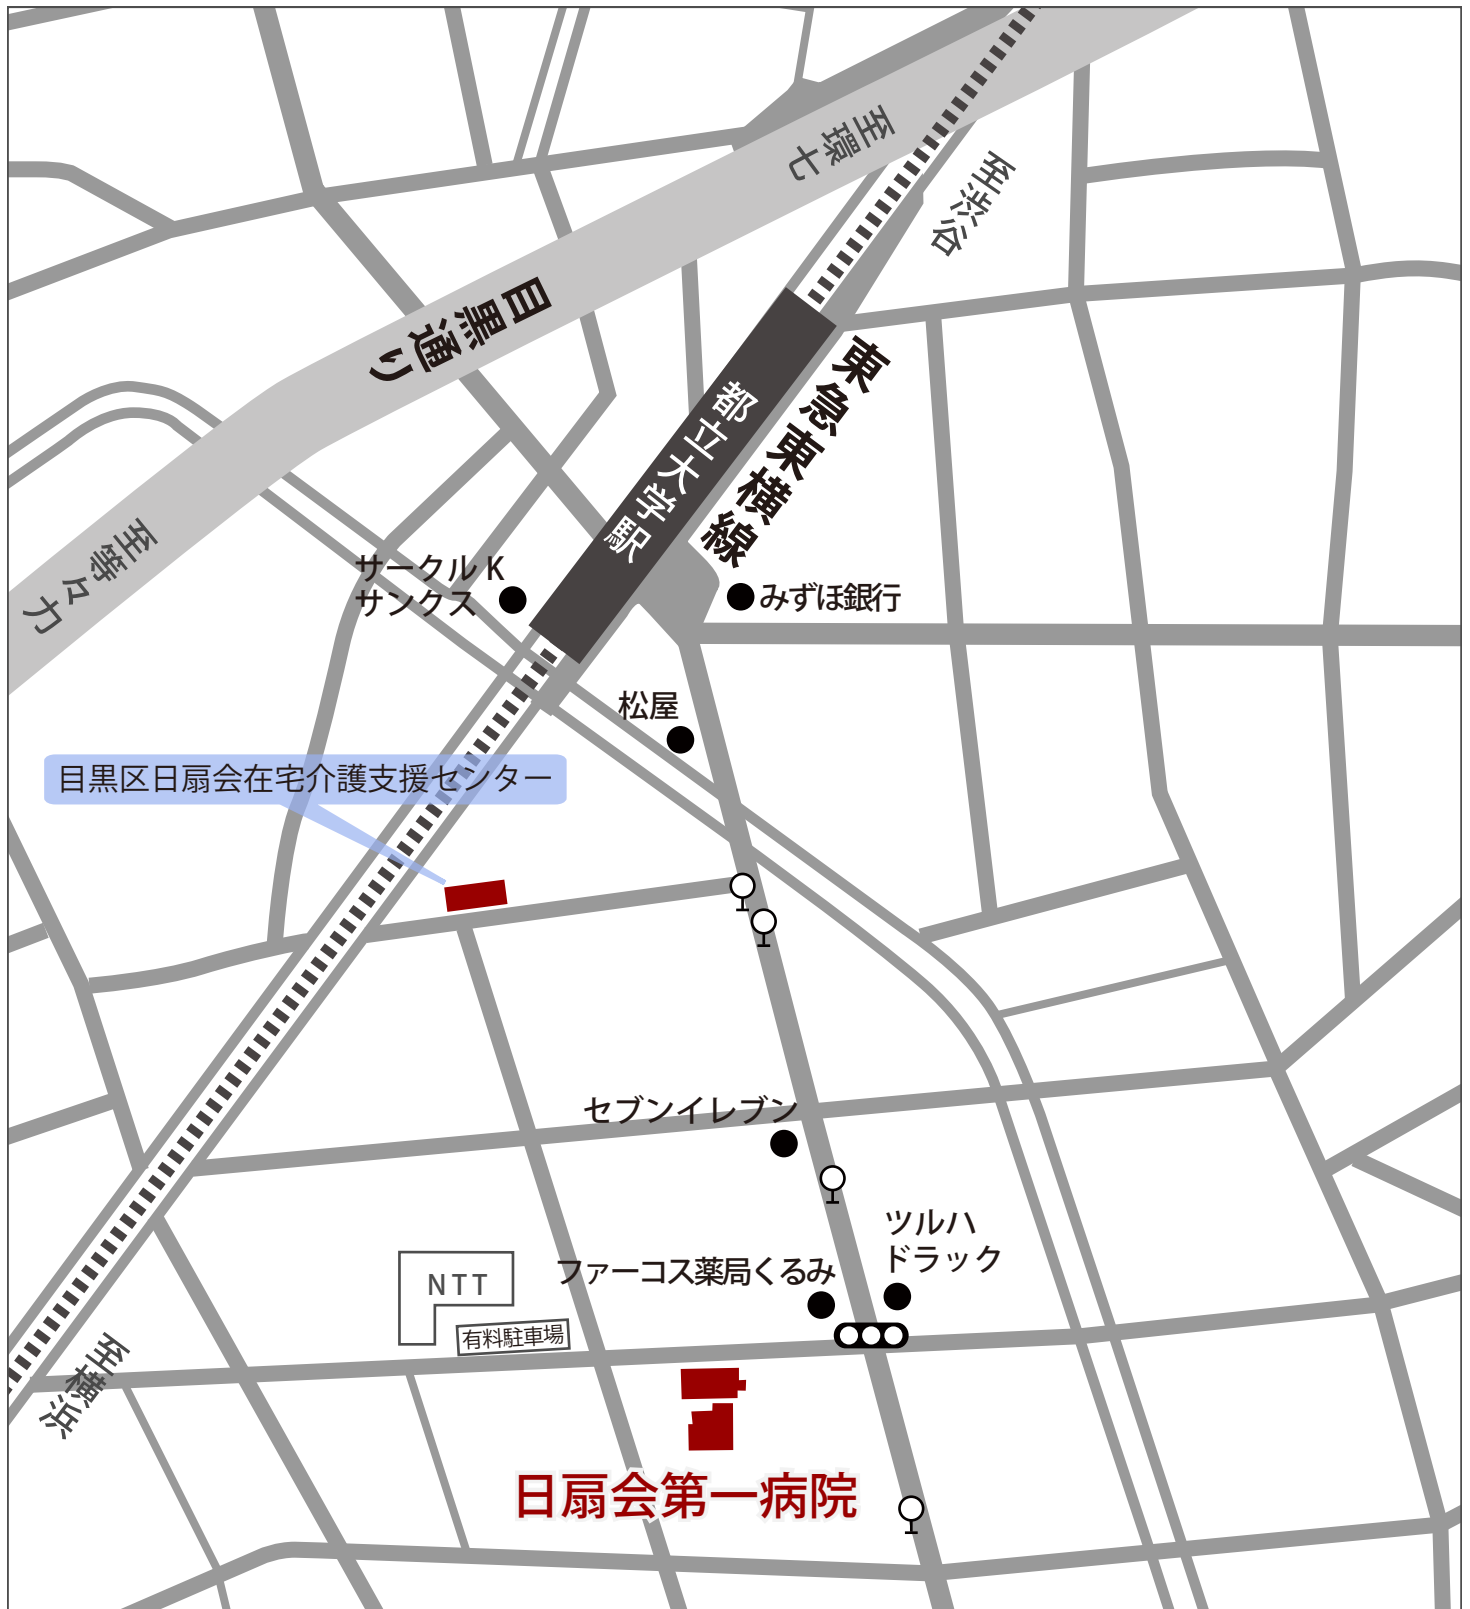 至環七
至渋谷
目黒通り
東急東横線
都立大学駅
至等々力
サークル K
サンクス
みずほ銀行
松屋
目黒区日扇会在宅介護支援センター
セブンイレブン
ツルハ
ドラック
ファーコス薬局くるみ
NTT
有料駐車場
至横浜
日扇会第一病院